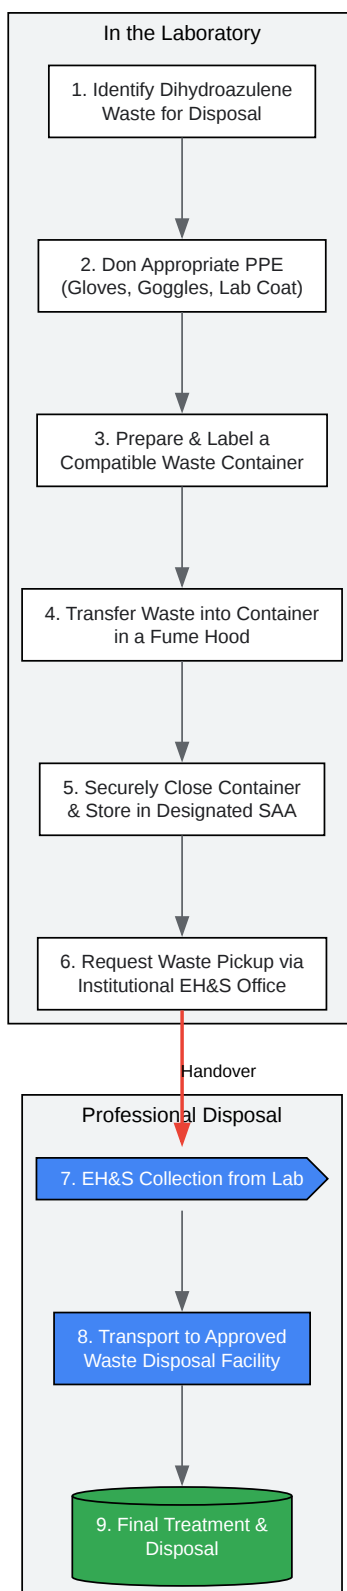 In the Laboratory
1. Identify Dihydroazulene
Waste for Disposal
2. Don Appropriate PPE
(Gloves, Goggles, Lab Coat)
3. Prepare & Label a
Compatible Waste Container
4. Transfer Waste into Container
in a Fume Hood
5. Securely Close Container
& Store in Designated SAA
6. Request Waste Pickup via
Institutional EH&S Office
Handover
Professional Disposal
7. EH&S Collection from Lab
8. Transport to Approved
Waste Disposal Facility
9. Final Treatment &
Disposal